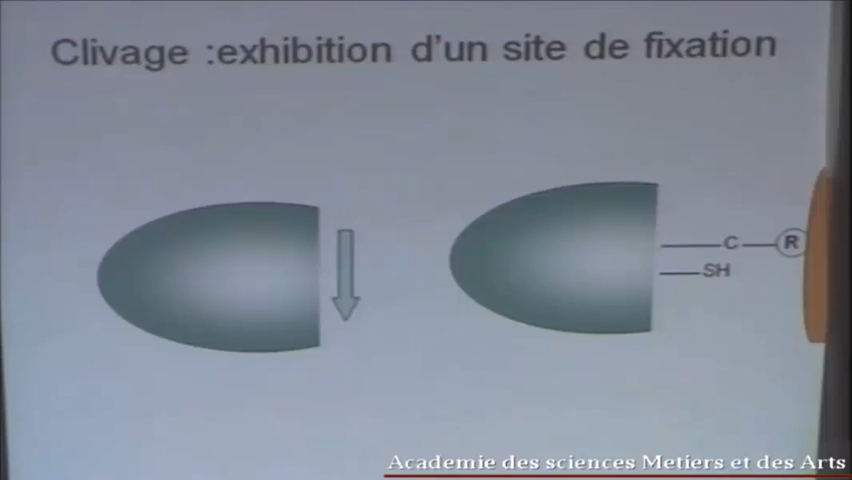 Clivage :exhibition d'un site de fixation
C
R
SH
Academie des sciences Metiers et des Arts